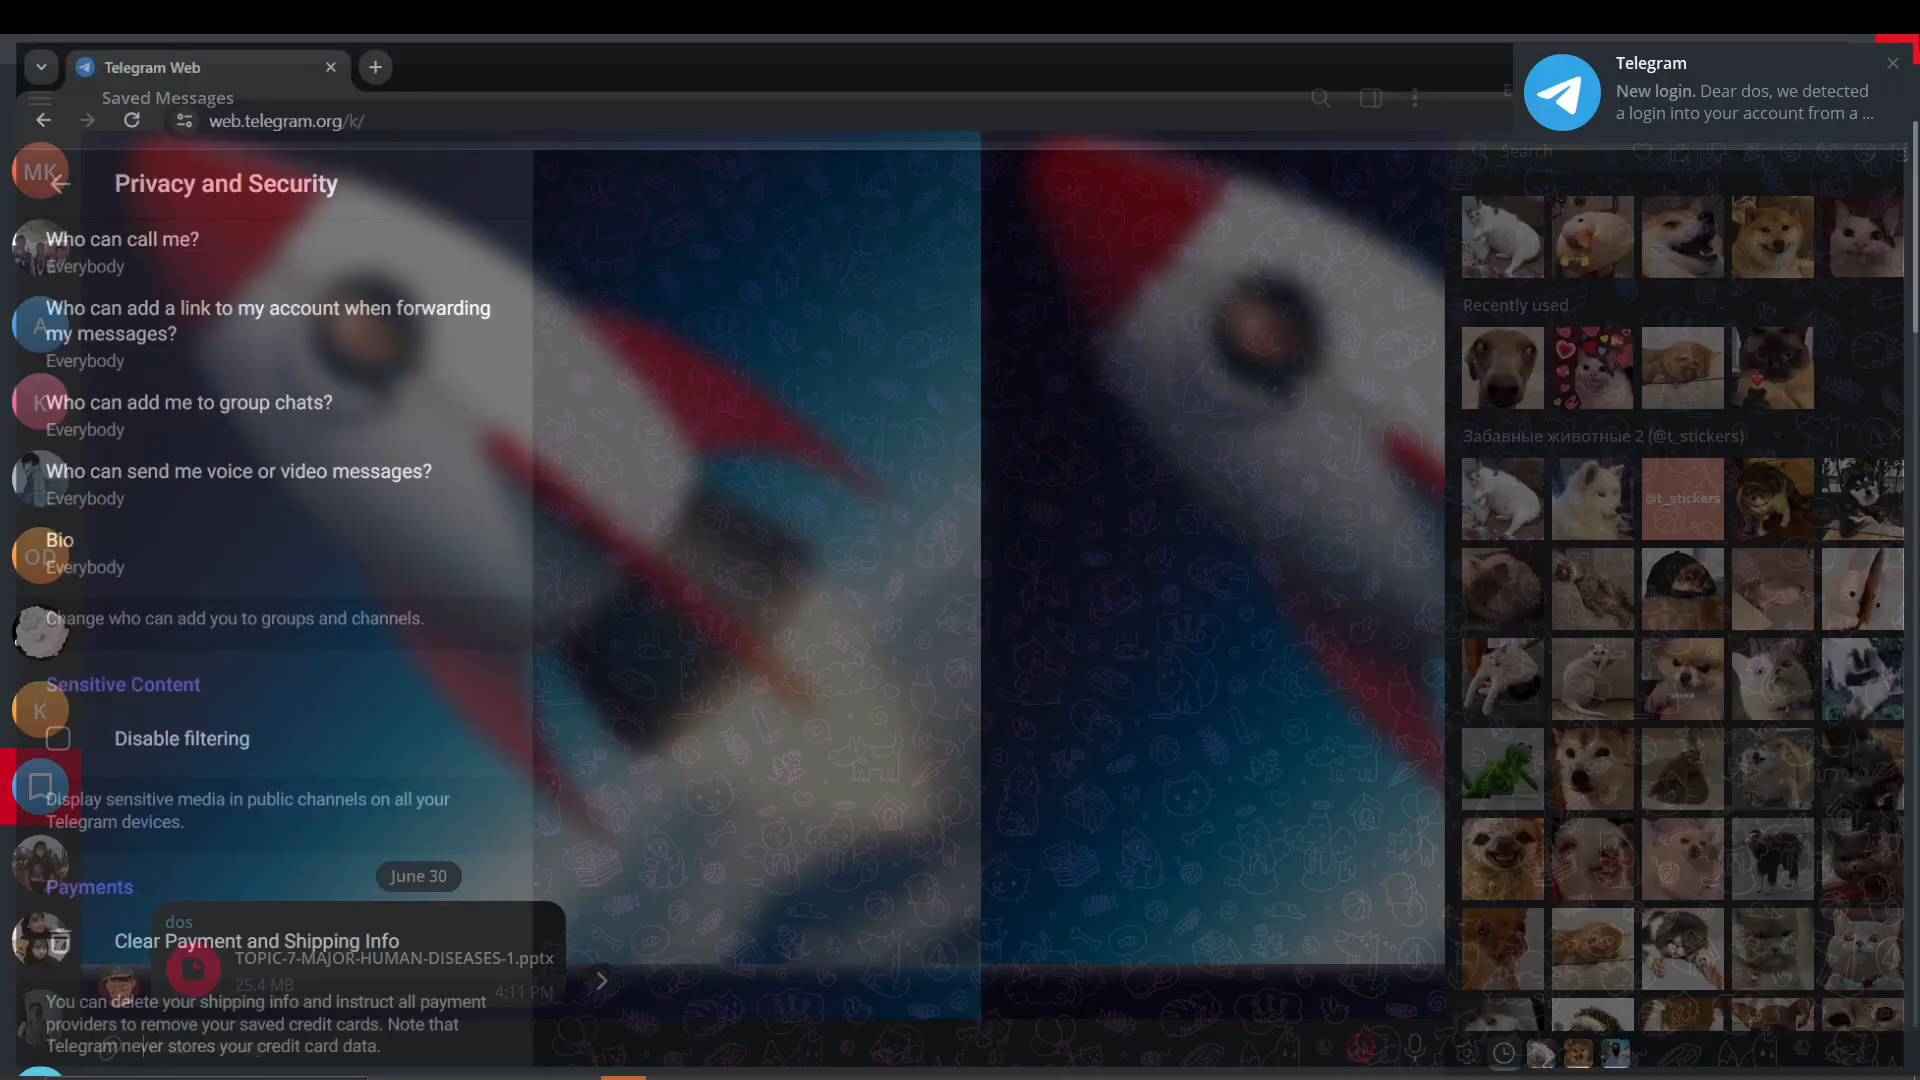 Telegram Web
Saved Messages
web.telegram.org/k/
Telegram
New login. Dear dos, we detected
a login into your account from a ...
Search
MK
Privacy and Security
Who can call me?
Everybody
A
Who can add a link to my account when forwarding
my messages?
Everybody
Recently used
K
Who can add me to group chats?
Everybody
Забавные животные 2 (@t_stickers)
Who can send me voice or video messages?
Everybody
@t_stickers
Bio
OD
Everybody
Change who can add you to groups and channels.
Sensitive Content
K
Disable filtering
Display sensitive media in public channels on all your
Telegram devices.
June 30
Payments
dos
Clear Payment and Shipping Info
TOPIC-7-MAJOR-HUMAN-DISEASES-1.pptx
25.4 MB
4:11 PM
You can delete your shipping info and instruct all payment
providers to remove your saved credit cards. Note that
Telegram never stores your credit card data.